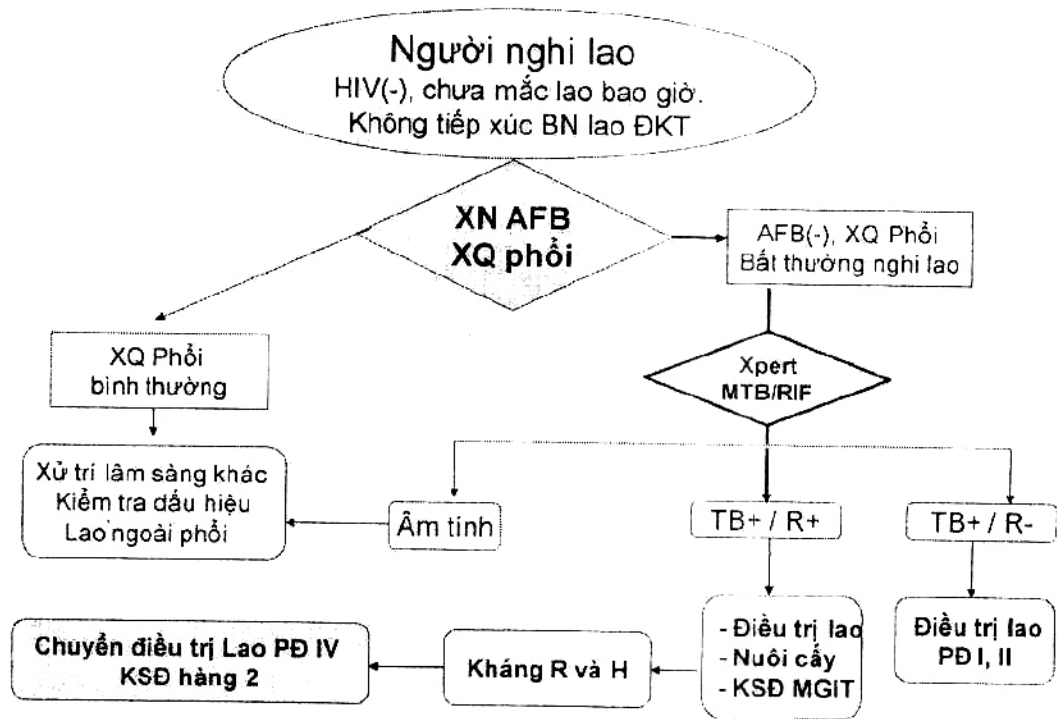 Người nghi lao
HIV(-), chưa mắc lao bao giờ.
Không tiếp xúc BN lao ĐKT
XN AFB
XQ phổi
AFB(-), XQ Phổi
Bất thường nghi lao
XQ Phổi
bình thường
Xpert
MTB/RIF
Xử trí lâm sàng khác
Kiểm tra dấu hiệu
Lao ngoài phổi
Âm tính
TB+ / R+
TB+ / R-
Chuyển điều trị Lao PĐ IV
KSĐ hàng 2
Kháng R và H
- Điều trị lao
- Nuôi cấy
- KSĐ MGIT
Điều trị lao
PĐ I, II